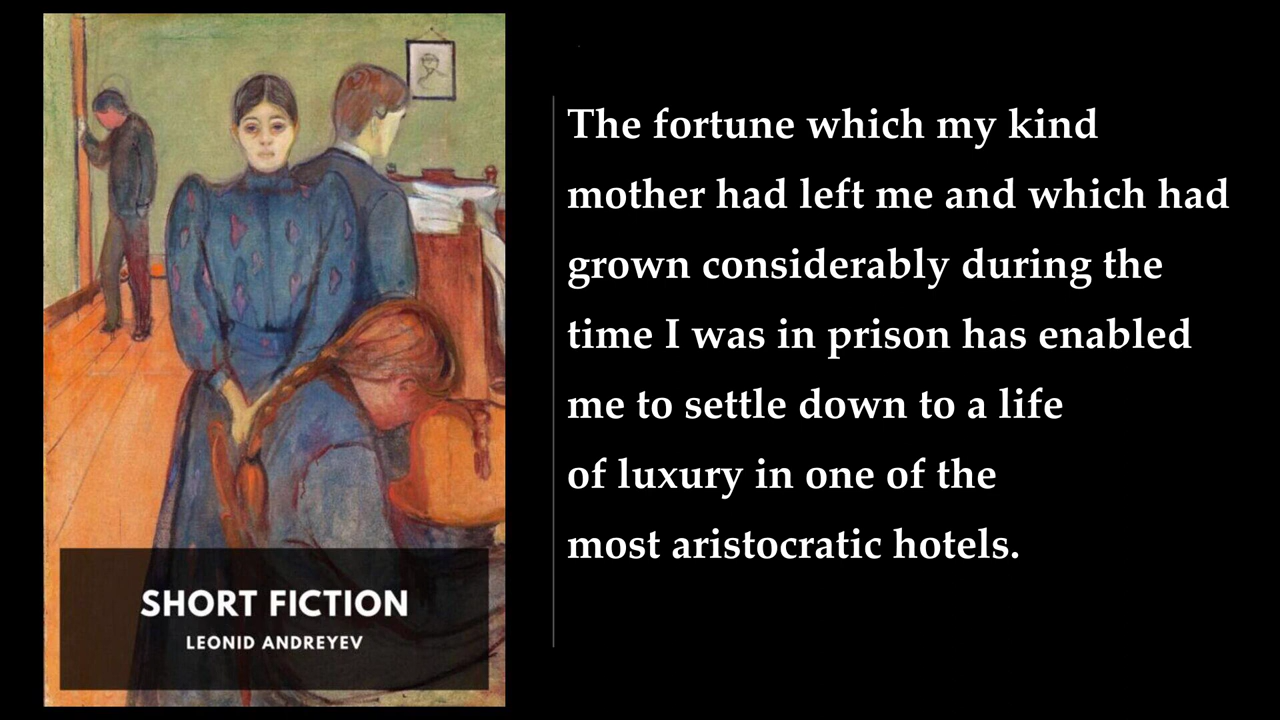 SHORT FICTION
LEONID ANDREYEV
The fortune which my kind
mother had left me and which had
grown considerably during the
time I was in prison has enabled
me to settle down to a life
of luxury in one of the
most aristocratic hotels.